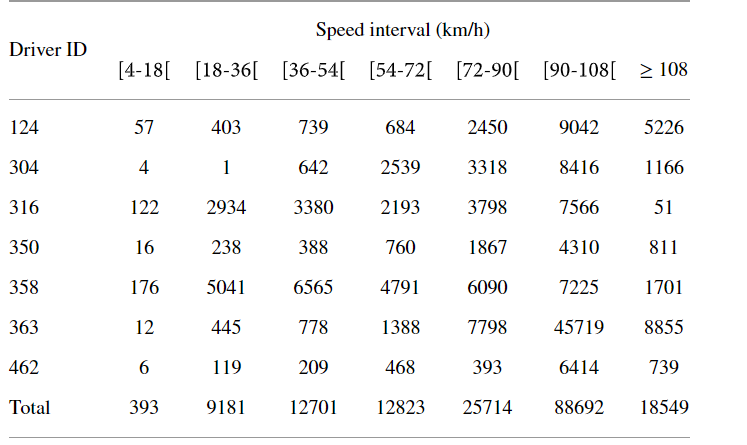 Speed interval (km/h)
Driver ID
[4-18[ [18-36[ [36-54[ [54-72[ [72-90[ [90-108[ ≥ 108
124 57 403 739 684 2450 9042 5226
304 4 1 642 2539 3318 8416 1166
316 122 2934 3380 2193 3798 7566 51
350 16 238 388 760 1867 4310 811
358 176 5041 6565 4791 6090 7225 1701
363 12 445 778 1388 7798 45719 8855
462 6 119 209 468 393 6414 739
Total 393 9181 12701 12823 25714 88692 18549